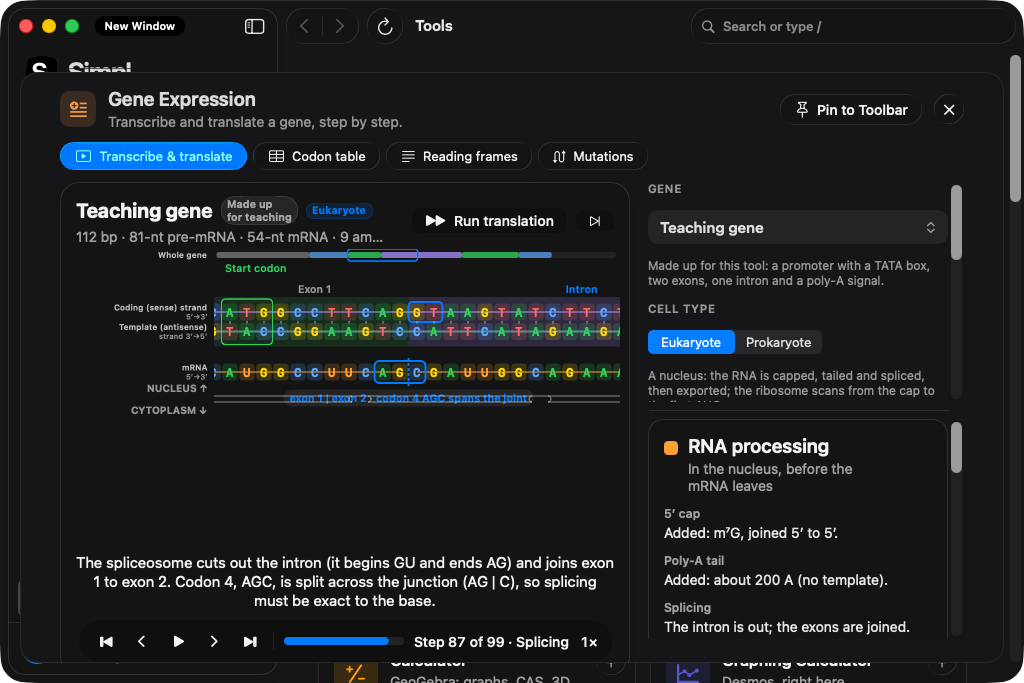 New Window
Tools
Search or type /
Gene Expression
Transcribe and translate a gene, step by step.
Pin to Toolbar
Transcribe & translate
Codon table
Reading frames
Mutations
Teaching gene
Made up
for teaching
Eukaryote
Run translation
112 bp · 81-nt pre-mRNA · 54-nt mRNA · 9 am…
Whole gene
Start codon
Exon 1
Intron
Coding (sense) strand
5′→3′
A T G G C C T T C A G G T A A G T A T C T T C T
Template (antisense)
strand 3′→5′
T A C C G G A A G T C C A T T C A T A G A A G A
mRNA
5′→3′
A U G G C C U U C A G C G A U U G G C A G A A A
NUCLEUS ↑
exon 1 | exon 2 · codon 4 AGC spans the joint
CYTOPLASM ↓
The spliceosome cuts out the intron (it begins GU and ends AG) and joins exon
1 to exon 2. Codon 4, AGC, is split across the junction (AG | C), so splicing
must be exact to the base.
Step 87 of 99 · Splicing
1×
GENE
Teaching gene
Made up for this tool: a promoter with a TATA box,
two exons, one intron and a poly-A signal.
CELL TYPE
Eukaryote
Prokaryote
A nucleus: the RNA is capped, tailed and spliced,
then exported; the ribosome scans from the cap to
RNA processing
In the nucleus, before the
mRNA leaves
5′ cap
Added: m⁷G, joined 5′ to 5′.
Poly-A tail
Added: about 200 A (no template).
Splicing
The intron is out; the exons are joined.
Calculator
GeoGebra: graphs, CAS, 3D
Graphing Calculator
Desmos, right here